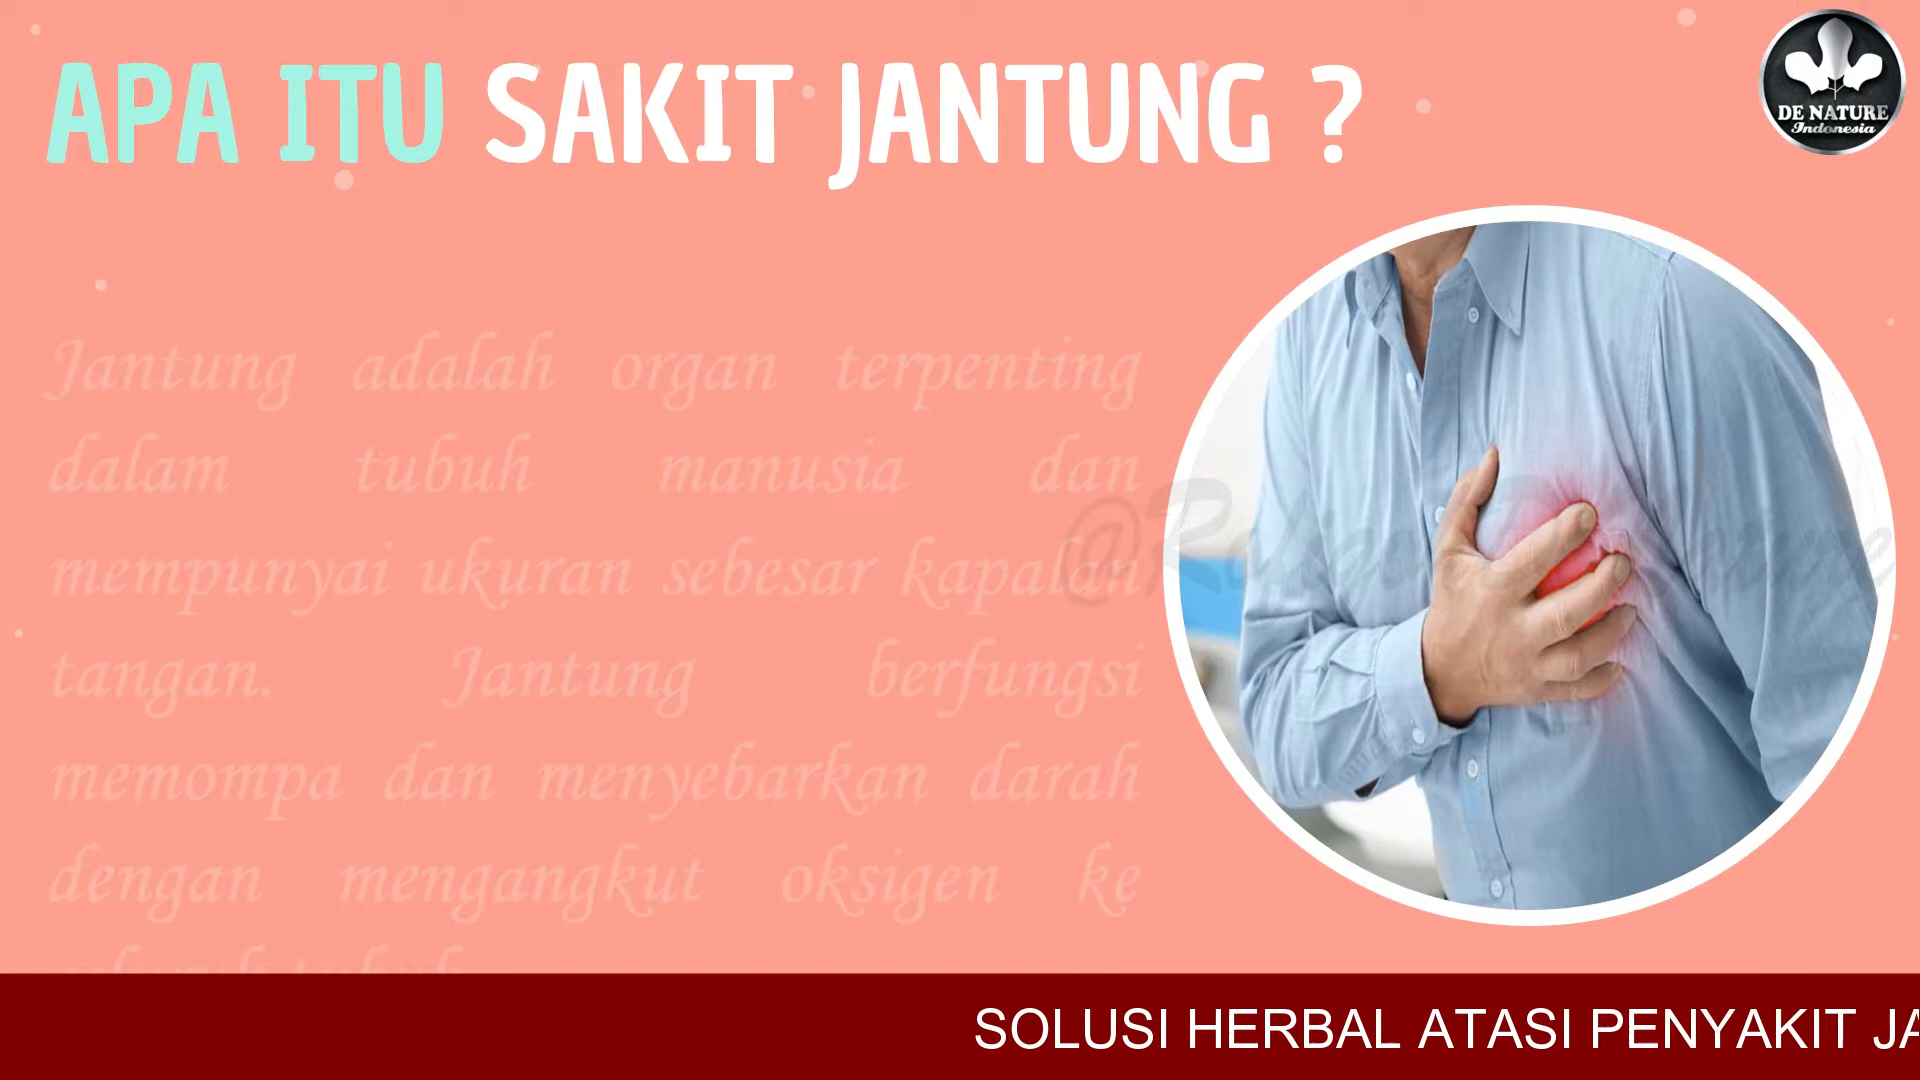 APA ITU SAKIT JANTUNG ?
DE NATURE
Indonesia
Jantung adalah organ terpenting
dalam tubuh manusia dan
mempunyai ukuran sebesar kapalan
tangan. Jantung berfungsi
memompa dan menyebarkan darah
dengan mengangkut oksigen ke
SOLUSI HERBAL ATASI PENYAKIT JA